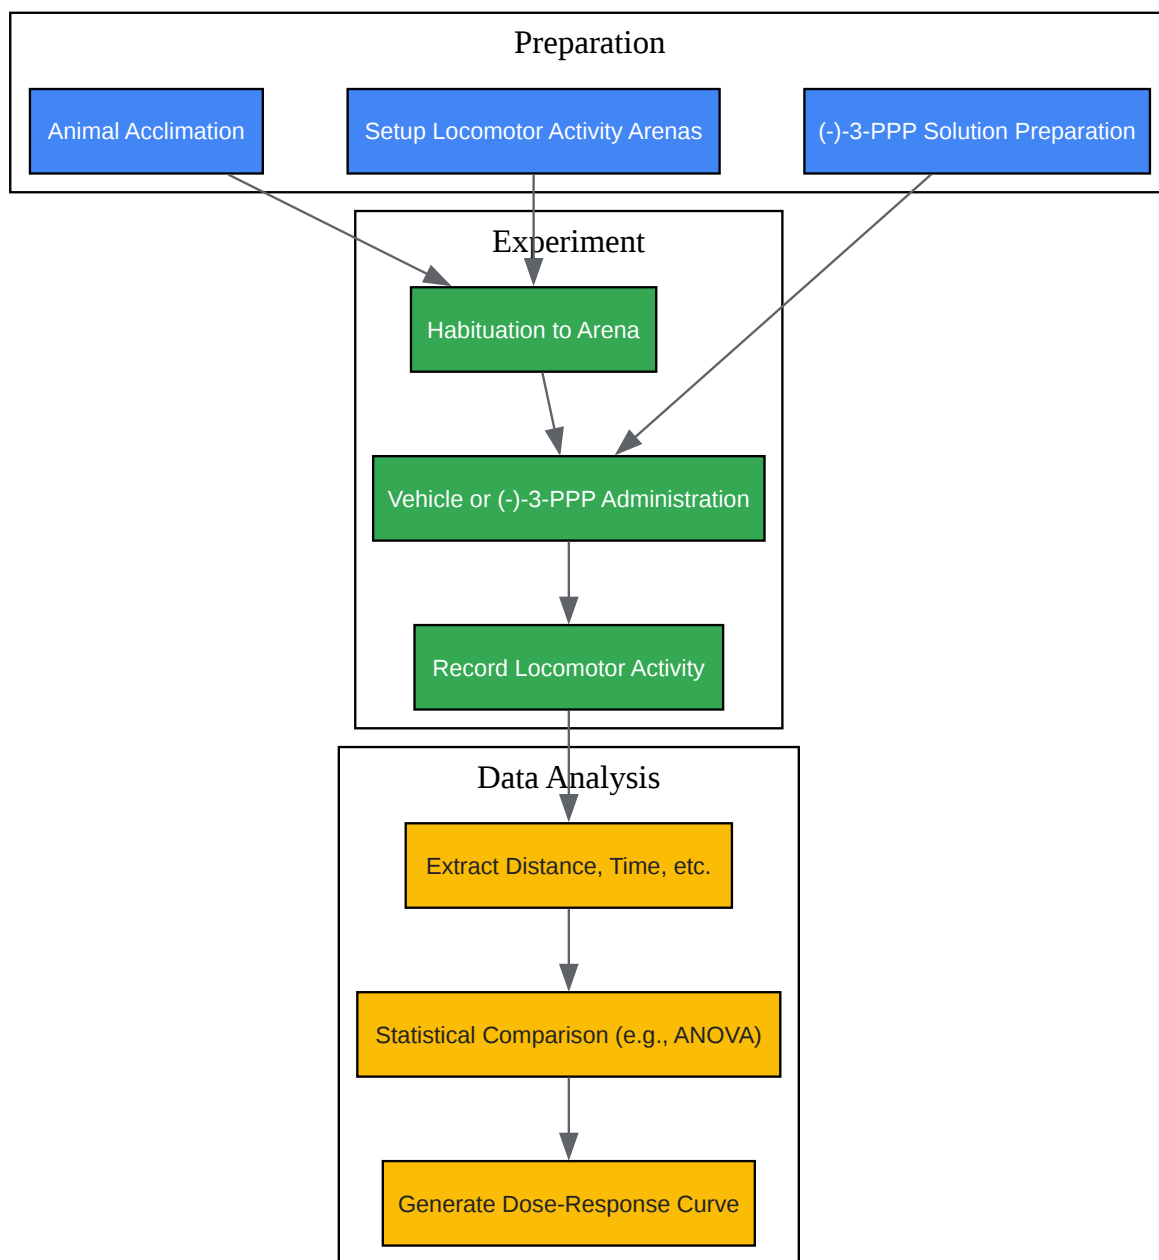 Preparation
Animal Acclimation
Setup Locomotor Activity Arenas
(-)-3-PPP Solution Preparation
Experiment
Habituation to Arena
Vehicle or (-)-3-PPP Administration
Record Locomotor Activity
Data Analysis
Extract Distance, Time, etc.
Statistical Comparison (e.g., ANOVA)
Generate Dose-Response Curve